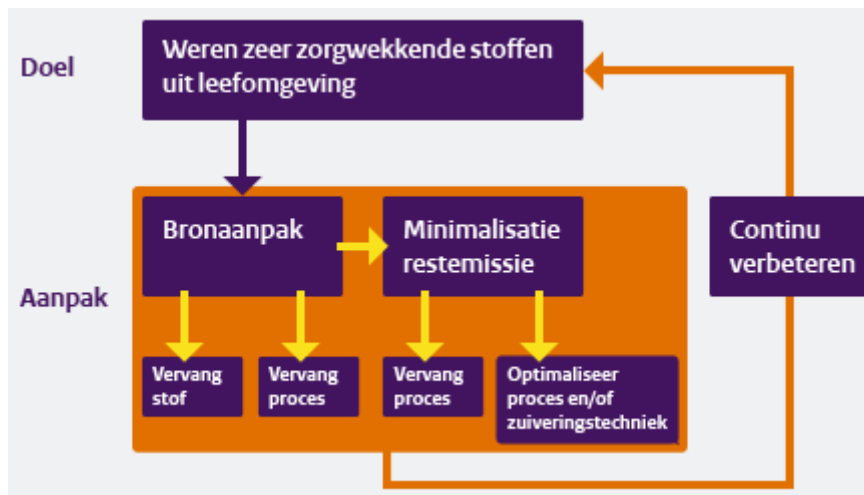 Doel
Weren zeer zorgwekkende stoffen
uit leefomgeving
Aanpak
Bronaanpak
Minimalisatie
restemissie
Continu
verbeteren
Vervang
stof
Vervang
proces
Vervang
proces
Optimaliseer
proces en/of
zuiveringstechniek